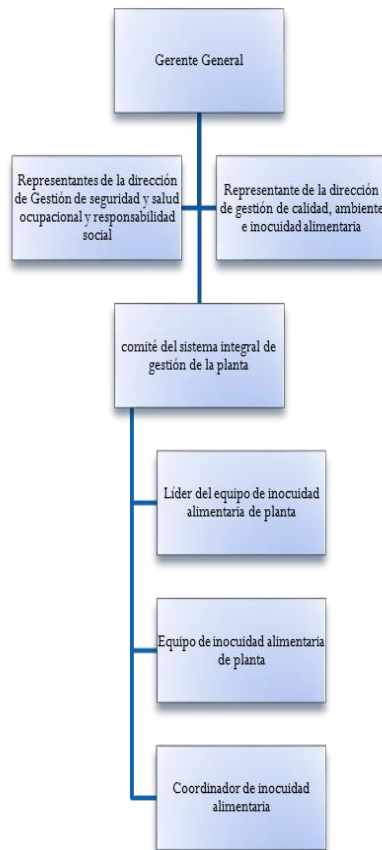 Gerente General
Representantes de la dirección
de Gestión de seguridad y salud
ocupacional y responsabilidad
social
Representante de la dirección
de gestión de calidad, ambiente
e inocuidad alimentaria
comité del sistema integral de
gestión de la planta
Líder del equipo de inocuidad
alimentaria de planta
Equipo de inocuidad alimentaria
de planta
Coordinador de inocuidad
alimentaria